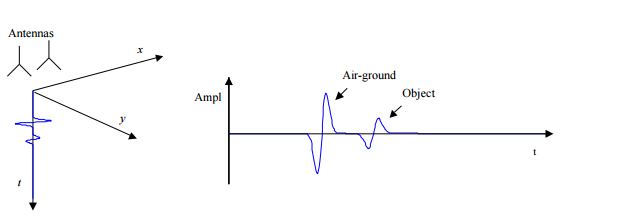 Antennas
x
y
t
Ampl
Air-ground
Object
t